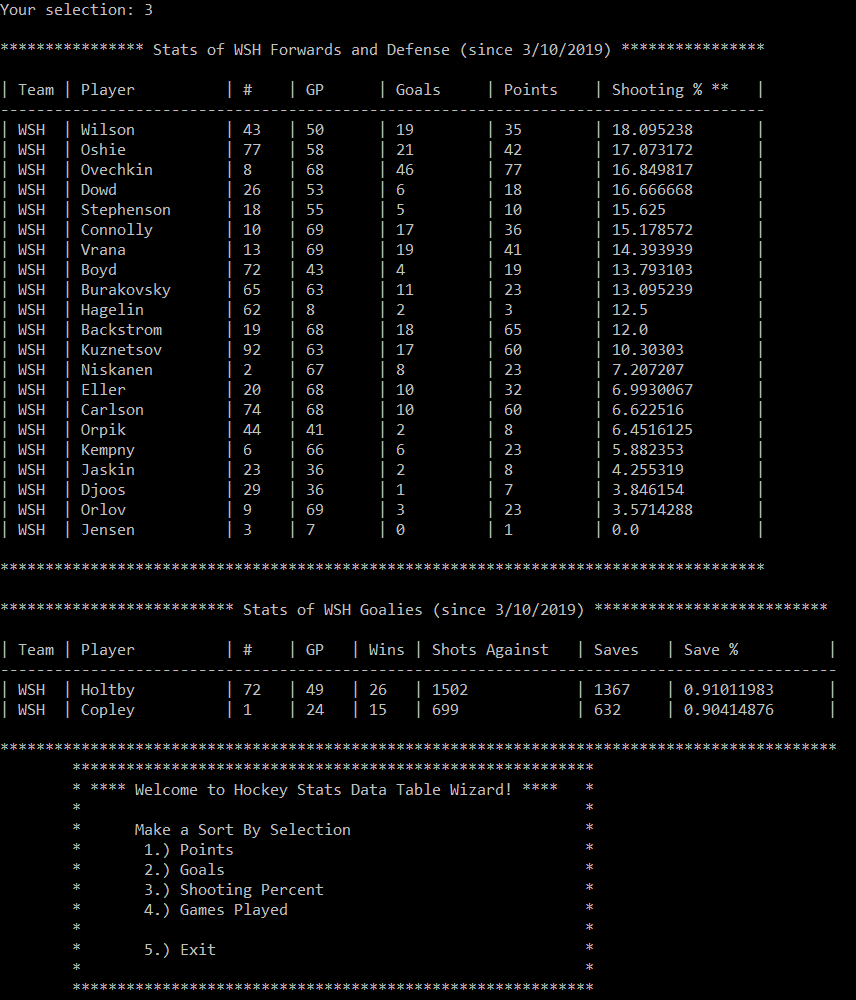 Your selection: 3
**************** Stats of WSH Forwards and Defense (since 3/10/2019) ****************
| Team | Player          | #    | GP      | Goals     | Points    | Shooting % **   |
-------------------------------------------------------------------------------------
| WSH  | Wilson          | 43   | 50      | 19        | 35        | 18.095238       |
| WSH  | Oshie           | 77   | 58      | 21        | 42        | 17.073172       |
| WSH  | Ovechkin        | 8    | 68      | 46        | 77        | 16.849817       |
| WSH  | Dowd            | 26   | 53      | 6         | 18        | 16.666668       |
| WSH  | Stephenson      | 18   | 55      | 5         | 10        | 15.625          |
| WSH  | Connolly        | 10   | 69      | 17        | 36        | 15.178572       |
| WSH  | Vrana           | 13   | 69      | 19        | 41        | 14.393939       |
| WSH  | Boyd            | 72   | 43      | 4         | 19        | 13.793103       |
| WSH  | Burakovsky      | 65   | 63      | 11        | 23        | 13.095239       |
| WSH  | Hagelin         | 62   | 8       | 2         | 3         | 12.5            |
| WSH  | Backstrom       | 19   | 68      | 18        | 65        | 12.0            |
| WSH  | Kuznetsov       | 92   | 63      | 17        | 60        | 10.30303        |
| WSH  | Niskanen        | 2    | 67      | 8         | 23        | 7.207207        |
| WSH  | Eller           | 20   | 68      | 10        | 32        | 6.9930067       |
| WSH  | Carlson         | 74   | 68      | 10        | 60        | 6.622516        |
| WSH  | Orpik           | 44   | 41      | 2         | 8         | 6.4516125       |
| WSH  | Kempny          | 6    | 66      | 6         | 23        | 5.882353        |
| WSH  | Jaskin          | 23   | 36      | 2         | 8         | 4.255319        |
| WSH  | Djoos           | 29   | 36      | 1         | 7         | 3.846154        |
| WSH  | Orlov           | 9    | 69      | 3         | 23        | 3.5714288       |
| WSH  | Jensen          | 3    | 7       | 0         | 1         | 0.0             |
*************************************************************************************
************************** Stats of WSH Goalies (since 3/10/2019) **************************
| Team | Player          | #    | GP   | Wins | Shots Against   | Saves   | Save %          |
---------------------------------------------------------------------------------------------
| WSH  | Holtby          | 72   | 49   | 26   | 1502            | 1367    | 0.91011983      |
| WSH  | Copley          | 1    | 24   | 15   | 699             | 632     | 0.90414876      |
*********************************************************************************************
**********************************************************
* **** Welcome to Hockey Stats Data Table Wizard! ****   *
*                                                        *
*      Make a Sort By Selection                          *
*       1.) Points                                       *
*       2.) Goals                                        *
*       3.) Shooting Percent                             *
*       4.) Games Played                                 *
*                                                        *
*       5.) Exit                                         *
*                                                        *
**********************************************************